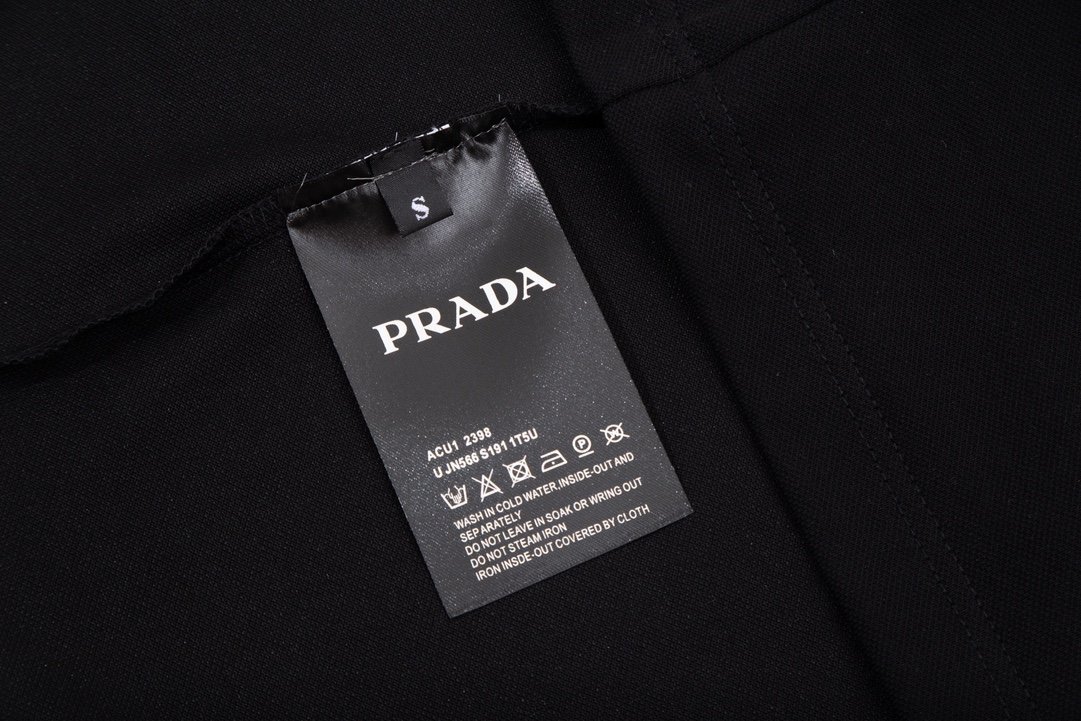 S
PRADA
ACU1 2398
U JN566 S191 1T5U
WASH IN COLD WATER.INSIDE-OUT AND
SEPARATELY
DO NOT LEAVE IN SOAK OR WRING OUT
DO NOT STEAM IRON
IRON INSDE-OUT COVERED BY CLOTH